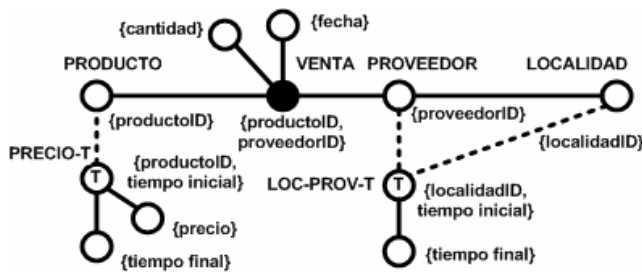 {cantidad}
{fecha}
PRODUCTO
VENTA
PROVEEDOR
LOCALIDAD
{productoID}
{productoID,
proveedorID}
{proveedorID}
{localidadID}
PRECIO-T
T
{productoID,
tiempo inicial}
{precio}
{tiempo final}
LOC-PROV-T
T
{localidadID,
tiempo inicial}
{tiempo final}